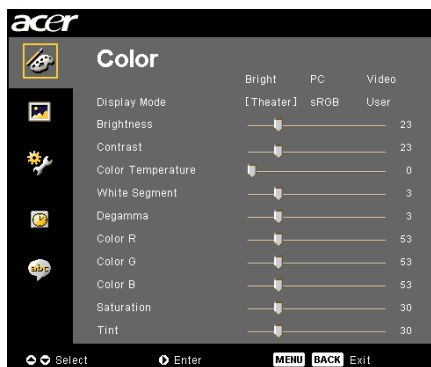 acer
Color
Bright PC Video
Display Mode [Theater] sRGB User
Brightness 23
Contrast 23
Color Temperature 0
White Segment 3
Degamma 3
Color R 53
Color G 53
Color B 53
Saturation 30
Tint 30
abc
Select Enter MENU BACK Exit